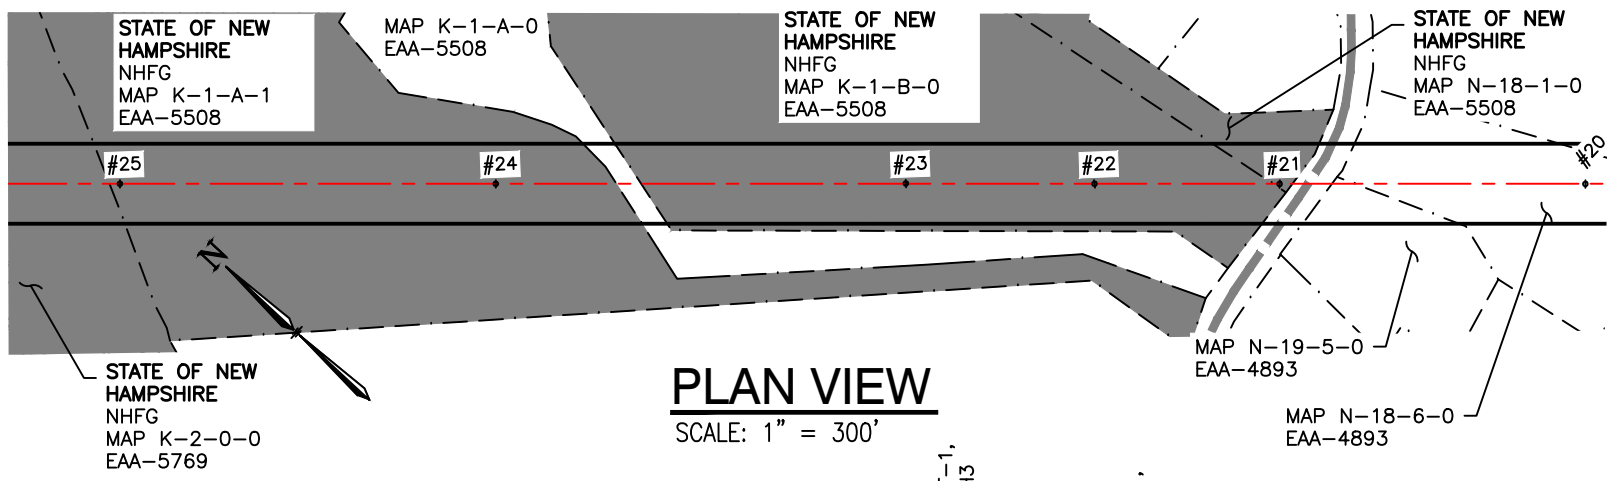 STATE OF NEW
HAMPSHIRE
NHFG
MAP K-1-A-1
EAA-5508
MAP K-1-A-0
EAA-5508
STATE OF NEW
HAMPSHIRE
NHFG
MAP K-1-B-0
EAA-5508
STATE OF NEW
HAMPSHIRE
NHFG
MAP N-18-1-0
EAA-5508
#25
#24
#23
#22
#21
#20
N
STATE OF NEW
HAMPSHIRE
NHFG
MAP K-2-0-0
EAA-5769
MAP N-19-5-0
EAA-4893
MAP N-18-6-0
EAA-4893
PLAN VIEW
SCALE: 1" = 300'